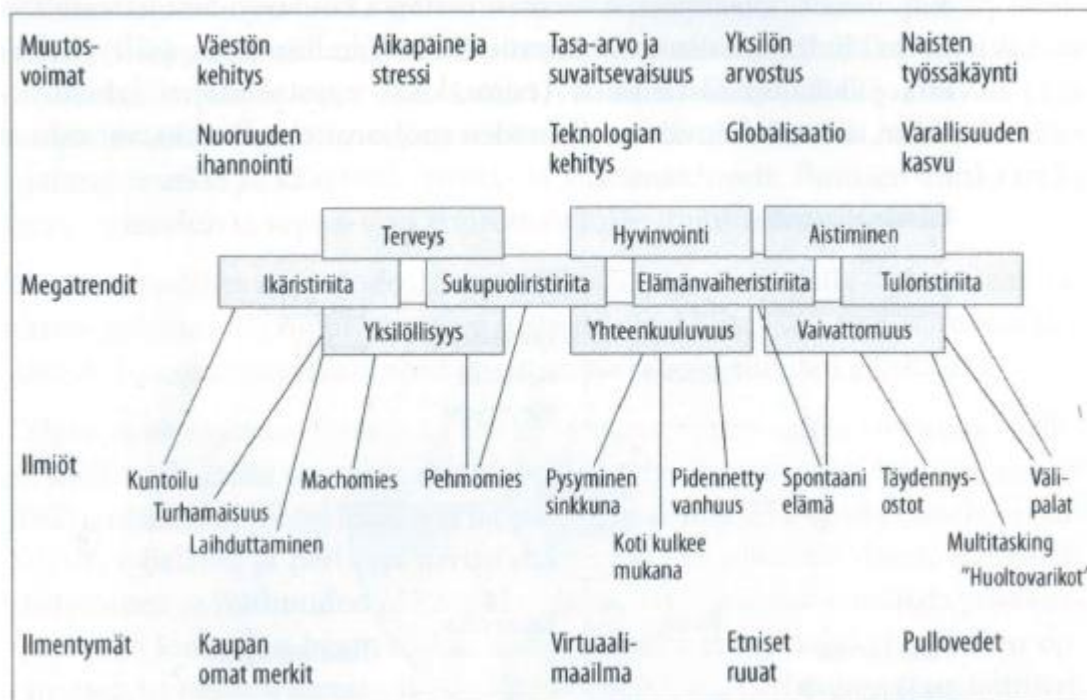 Muutos-
voimat
Väestön
kehitys
Aikapaine ja
stressi
Tasa-arvo ja
suvaitsevaisuus
Yksilön
arvostus
Naisten
työssäkäynti
Nuoruuden
ihannointi
Teknologian
kehitys
Globalisaatio
Varallisuuden
kasvu
Terveys
Hyvinvointi
Aistiminen
Megatrendit
Ikäristiriita
Sukupuoliristiriita
Elämänvaiheristiriita
Tuloristiriita
Yksilöllisyys
Yhteenkuuluvuus
Vaivattomuus
Ilmiöt
Kuntoilu
Turhamaisuus
Laihduttaminen
Machomies
Pehmomies
Pysyminen
sinkkuna
Koti kulkee
mukana
Pidennetty
vanhuus
Spontaani
elämä
Täydennys-
ostot
Väli-
palat
Multitasking
"Huoltovarikot"
Ilmentymät
Kaupan
omat merkit
Virtuaali-
maailma
Etniset
ruuat
Pullovedet